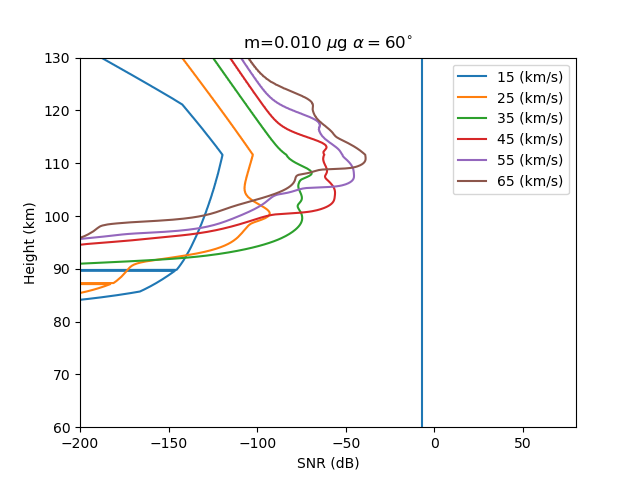 m=0.010 μg α = 60°
130
120
110
100
90
80
70
60
Height (km)
−200
−150
−100
−50
0
50
SNR (dB)
15 (km/s)
25 (km/s)
35 (km/s)
45 (km/s)
55 (km/s)
65 (km/s)